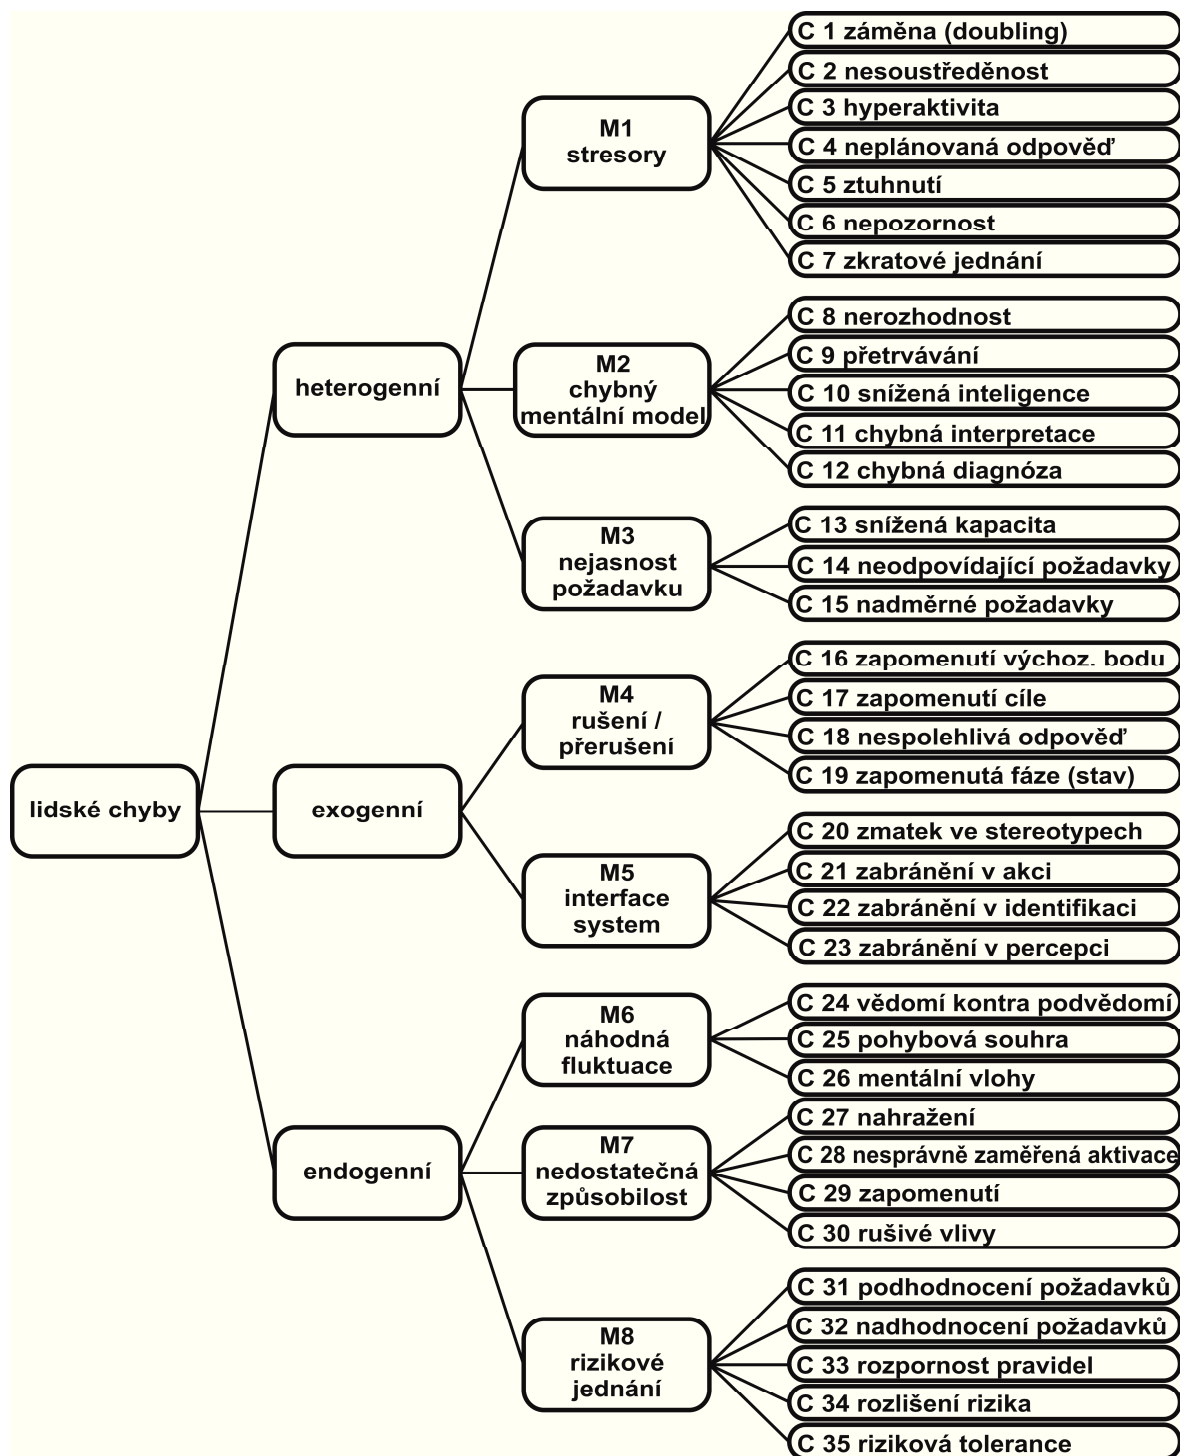 lidské chyby
heterogenní
M1
stresory
C 1 záměna (doubling)
C 2 nesoustředěnost
C 3 hyperaktivita
C 4 neplánovaná odpověď
C 5 ztuhnutí
C 6 nepozornost
C 7 zkratové jednání
M2
chybný
mentální model
C 8 nerozhodnost
C 9 přetrvávání
C 10 snížená inteligence
C 11 chybná interpretace
C 12 chybná diagnóza
M3
nejasnost
požadavku
C 13 snížená kapacita
C 14 neodpovídající požadavky
C 15 nadměrné požadavky
exogenní
M4
rušení /
přerušení
C 16 zapomenutí výchoz. bodu
C 17 zapomenutí cíle
C 18 nespolehlivá odpověď
C 19 zapomenutá fáze (stav)
M5
interface
system
C 20 zmatek ve stereotypech
C 21 zabránění v akci
C 22 zabránění v identifikaci
C 23 zabránění v percepci
endogenní
M6
náhodná
fluktuace
C 24 vědomí kontra podvědomí
C 25 pohybová souhra
C 26 mentální vlohy
M7
nedostatečná
způsobilost
C 27 nahražení
C 28 nesprávně zaměřená aktivace
C 29 zapomenutí
C 30 rušivé vlivy
M8
rizikové
jednání
C 31 podhodnocení požadavků
C 32 nadhodnocení požadavků
C 33 rozpornost pravidel
C 34 rozlišení rizika
C 35 riziková tolerance